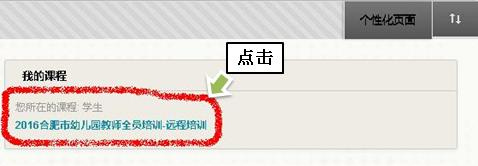 个性化页面
点击
我的课程
您所在的课程: 学生
2016合肥市幼儿园教师全员培训-远程培训